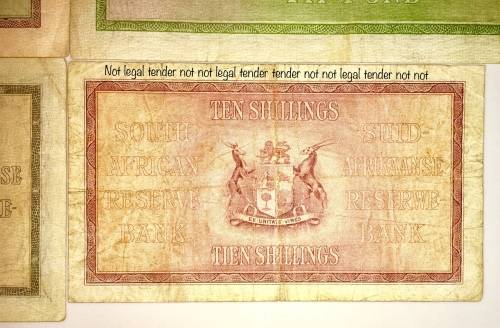 Not legal tender not not legal tender tender not not legal tender not not
TEN SHILLINGS
SOUTH
AFRICAN
RESERVE
BANK
SUID-
AFRIKAANSE
RESERWE-
BANK
EX UNITATE VIRES
TIEN SHILLINGS
SE
E-